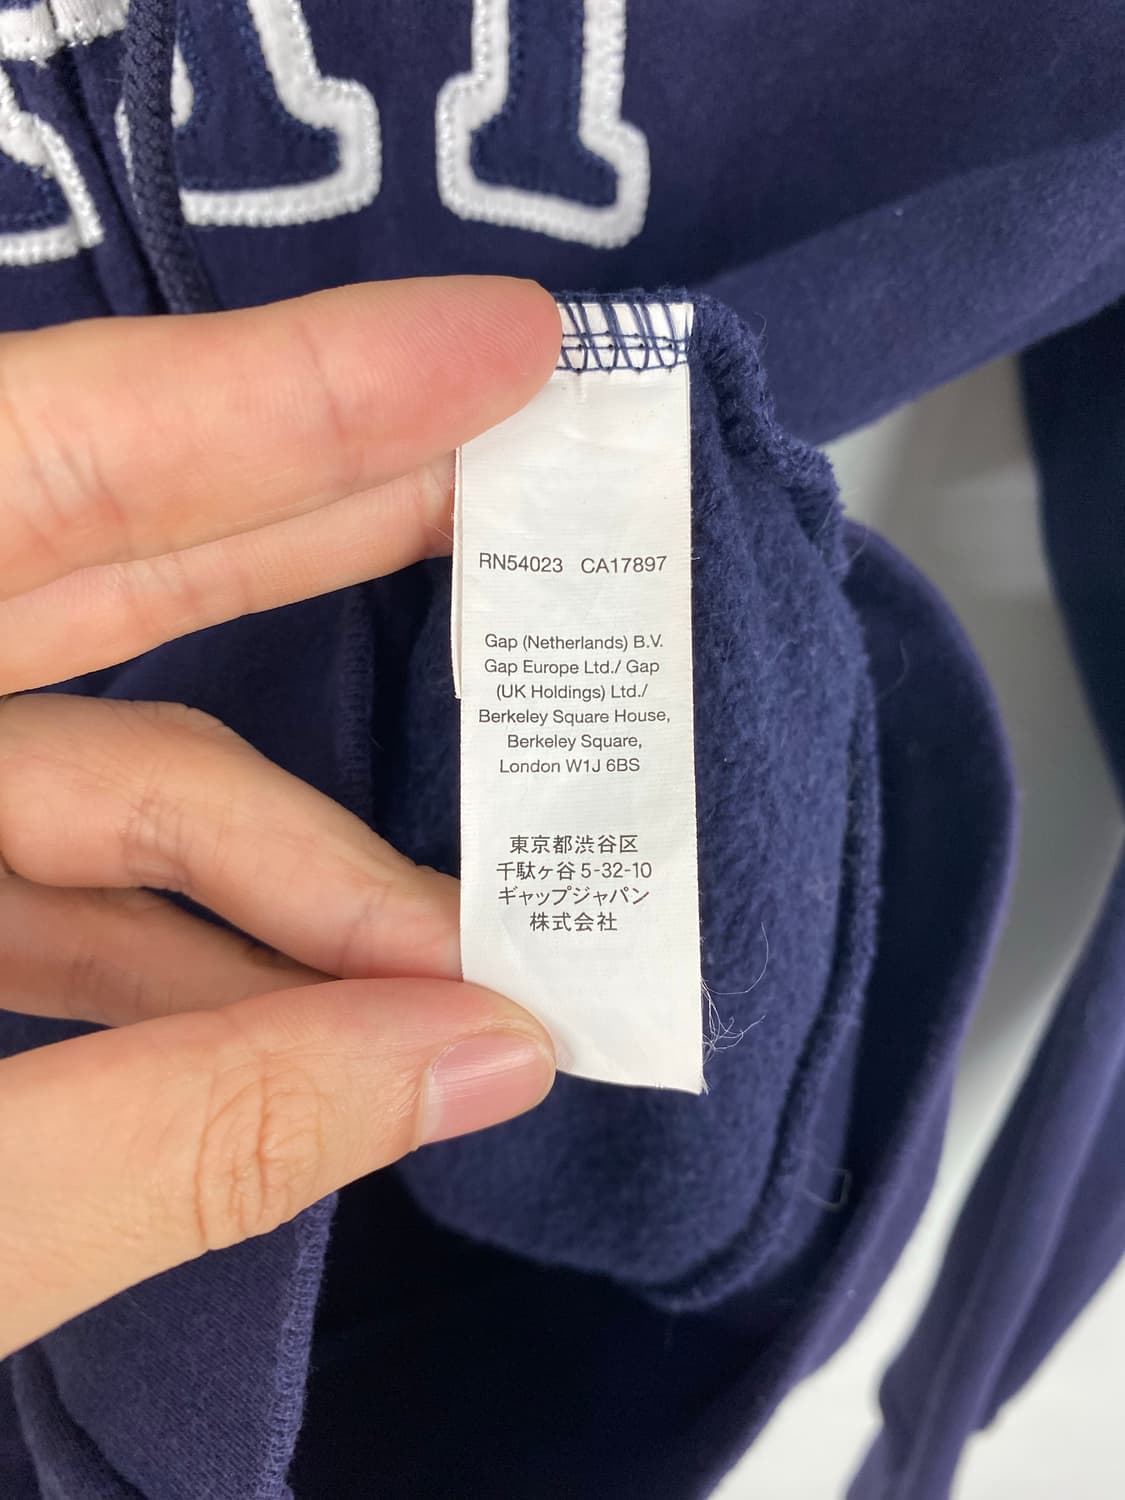 RN54023 CA17897
Gap (Netherlands) B.V.
Gap Europe Ltd./ Gap
(UK Holdings) Ltd./
Berkeley Square House,
Berkeley Square,
London W1J 6BS
東京都渋谷区
千駄ヶ谷5-32-10
ギャップジャパン
株式会社